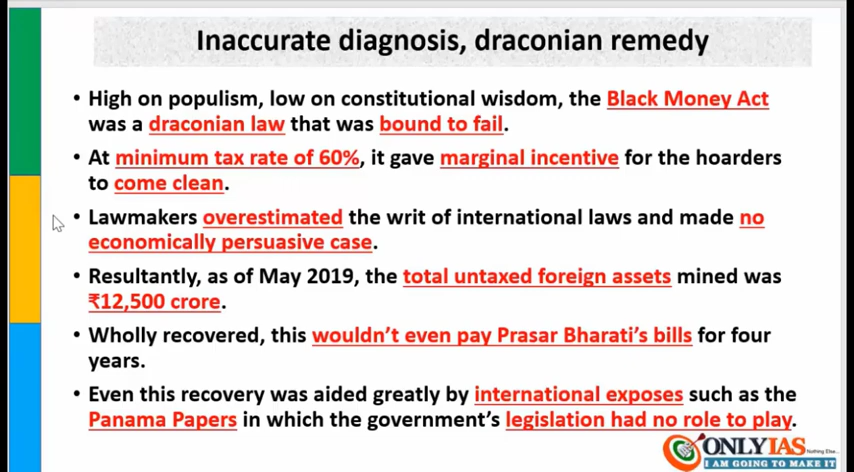 Inaccurate diagnosis, draconian remedy
• High on populism, low on constitutional wisdom, the Black Money Act
was a draconian law that was bound to fail.
• At minimum tax rate of 60%, it gave marginal incentive for the hoarders
to come clean.
• Lawmakers overestimated the writ of international laws and made no
economically persuasive case.
• Resultantly, as of May 2019, the total untaxed foreign assets mined was
₹12,500 crore.
• Wholly recovered, this wouldn't even pay Prasar Bharati's bills for four
years.
• Even this recovery was aided greatly by international exposes such as the
Panama Papers in which the government's legislation had no role to play.
ONLYIAS
Nothing Else..
I AM GOING TO MAKE IT